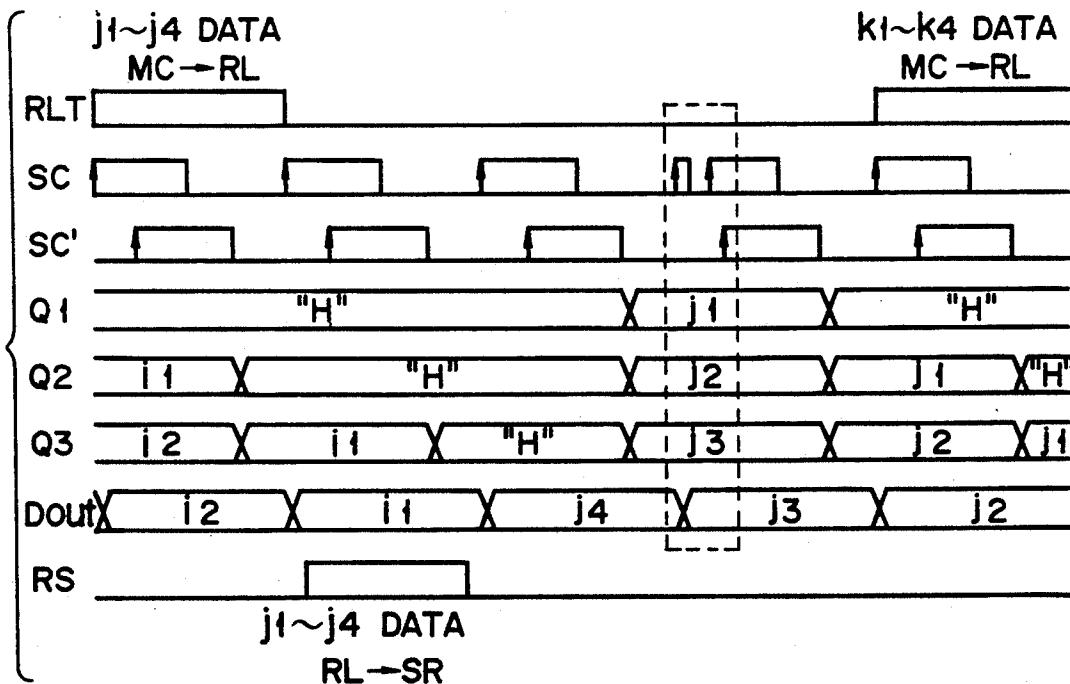 j1~j4 DATA
MC→RL
k1~k4 DATA
MC→RL
RLT
SC
SC'
Q1 "H" j1 "H"
Q2 i1 "H" j2 j1 "H"
Q3 i2 i1 "H" j3 j2 j1
Dout i2 i1 j4 j3 j2
RS
j1~j4 DATA
RL→SR